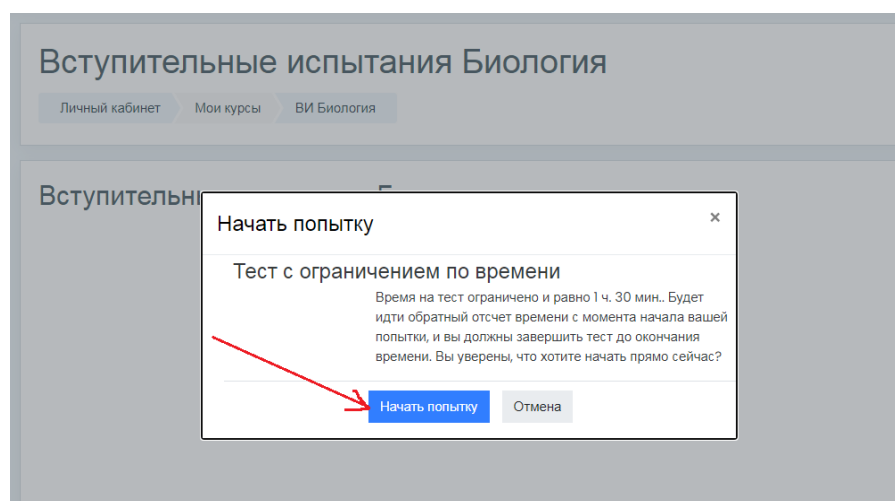 Вступительные испытания Биология
Личный кабинет Мои курсы ВИ Биология
Вступительн
Начать попытку ×
Тест с ограничением по времени
Время на тест ограничено и равно 1 ч. 30 мин.. Будет
идти обратный отсчет времени с момента начала вашей
попытки, и вы должны завершить тест до окончания
времени. Вы уверены, что хотите начать прямо сейчас?
Начать попытку Отмена